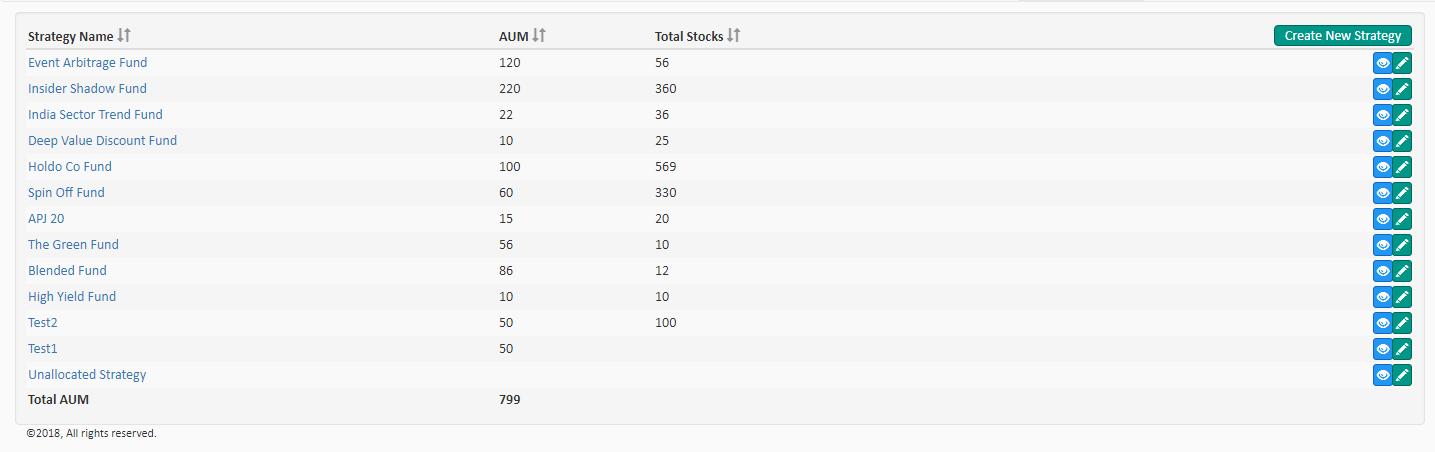 Strategy Name AUM Total Stocks Create New Strategy
Event Arbitrage Fund 120 56
Insider Shadow Fund 220 360
India Sector Trend Fund 22 36
Deep Value Discount Fund 10 25
Holdo Co Fund 100 569
Spin Off Fund 60 330
APJ 20 15 20
The Green Fund 56 10
Blended Fund 86 12
High Yield Fund 10 10
Test2 50 100
Test1 50
Unallocated Strategy
Total AUM 799
©2018, All rights reserved.